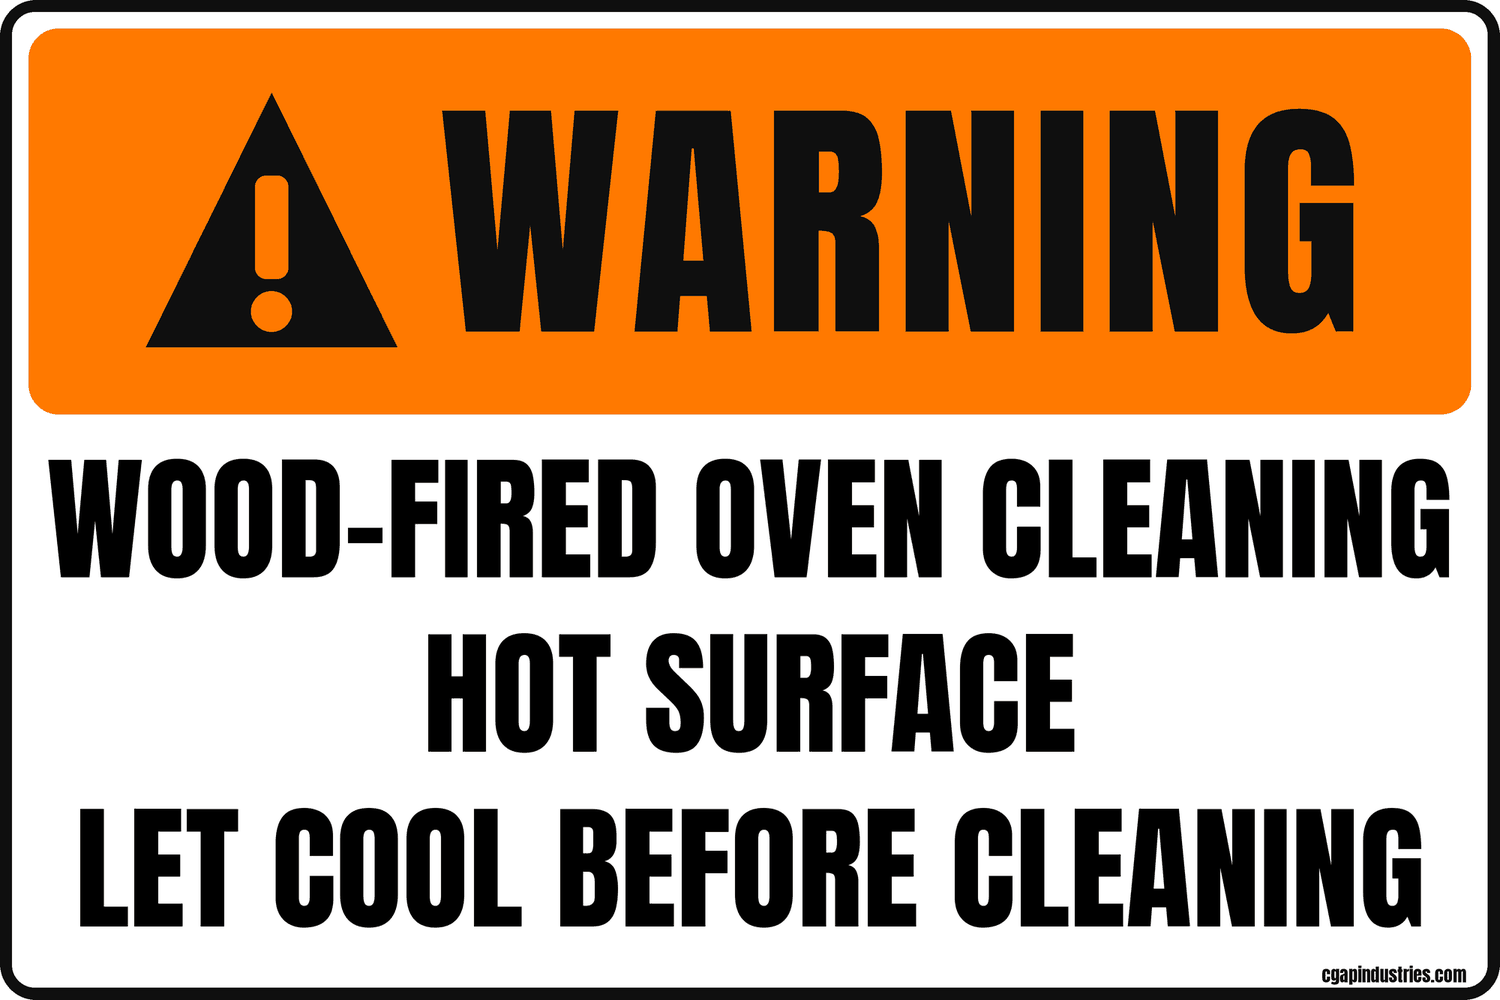 WARNING
WOOD-FIRED OVEN CLEANING
HOT SURFACE
LET COOL BEFORE CLEANING
cgapindustries.com